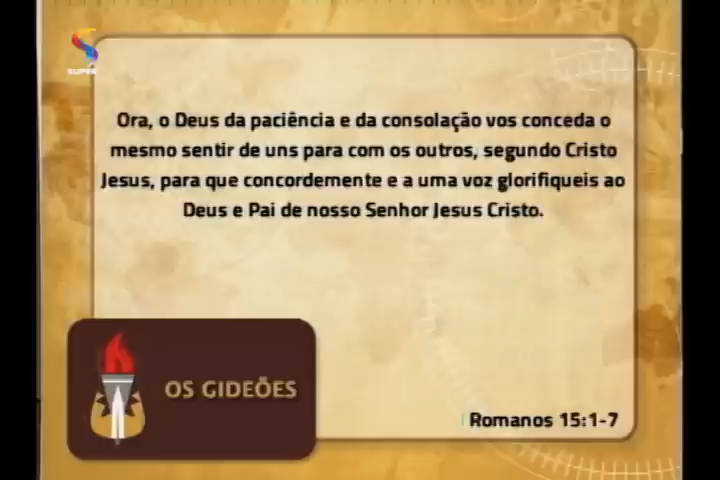 SUPER
Ora, o Deus da paciência e da consolação vos conceda o
mesmo sentir de uns para com os outros, segundo Cristo
Jesus, para que concordemente e a uma voz glorifiqueis ao
Deus e Pai de nosso Senhor Jesus Cristo.
OS GIDEÕES
Romanos 15:1-7